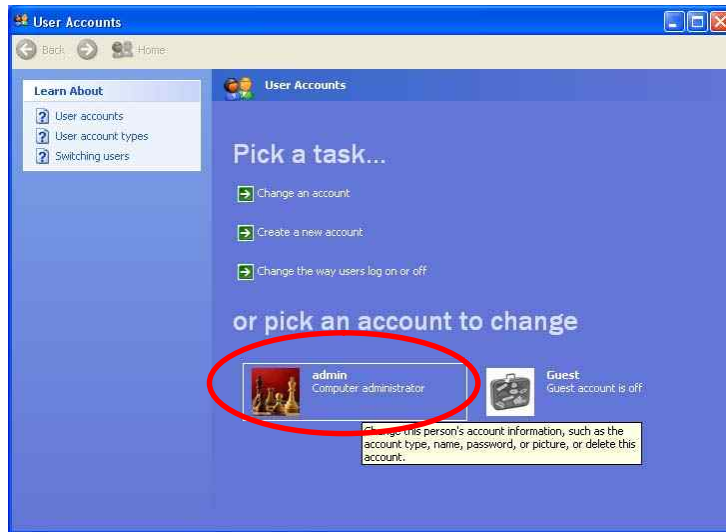 User Accounts
Back
Home
Learn About
User accounts
User account types
Switching users
User Accounts
Pick a task...
Change an account
Create a new account
Change the way users log on or off
or pick an account to change
admin
Computer administrator
Guest
Guest account is off
Change this person's account information, such as the
account type, name, password, or picture, or delete this
account.